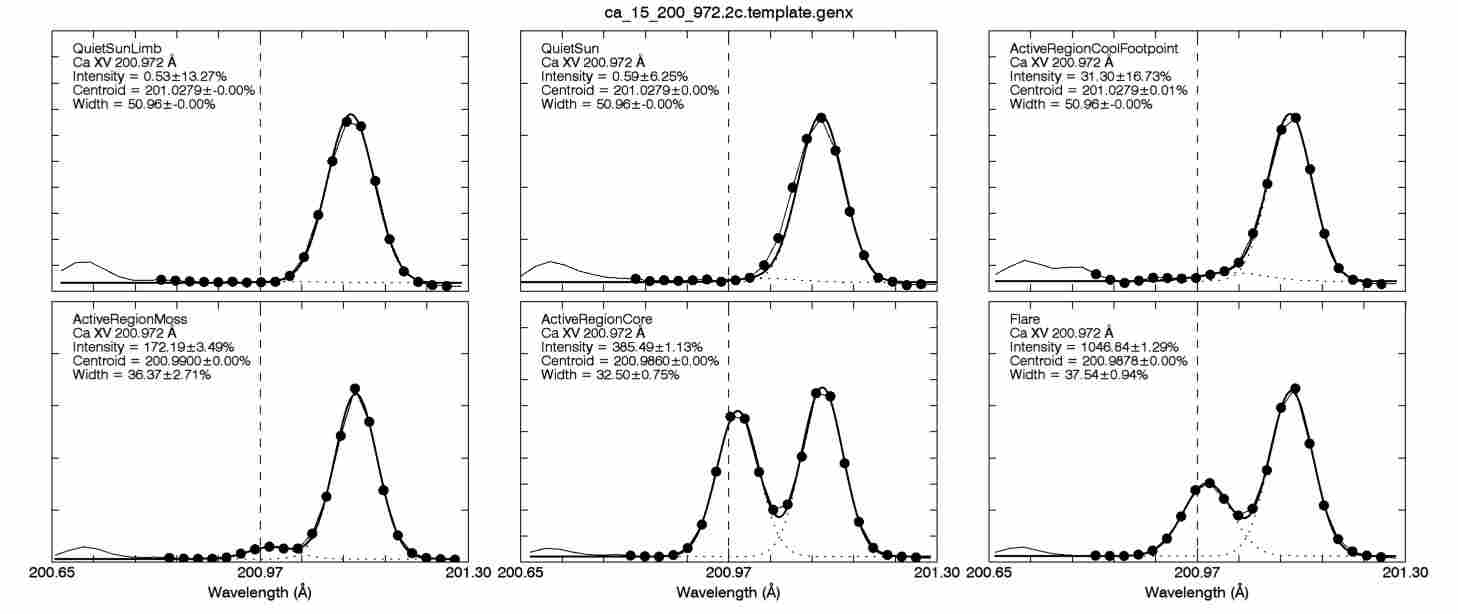 ca_15_200_972.2c.template.genx
QuietSunLimb
Ca XV 200.972 Å
Intensity = 0.53±13.27%
Centroid = 201.0279±-0.00%
Width = 50.96±-0.00%
QuietSun
Ca XV 200.972 Å
Intensity = 0.59±6.25%
Centroid = 201.0279±0.00%
Width = 50.96±-0.00%
ActiveRegionCoolFootpoint
Ca XV 200.972 Å
Intensity = 31.30±16.73%
Centroid = 201.0279±0.01%
Width = 50.96±-0.00%
ActiveRegionMoss
Ca XV 200.972 Å
Intensity = 172.19±3.49%
Centroid = 200.9900±0.00%
Width = 36.37±2.71%
ActiveRegionCore
Ca XV 200.972 Å
Intensity = 385.49±1.13%
Centroid = 200.9860±0.00%
Width = 32.50±0.75%
Flare
Ca XV 200.972 Å
Intensity = 1046.84±1.29%
Centroid = 200.9878±0.00%
Width = 37.54±0.94%
200.65 200.97 201.30 200.65 200.97 201.30 200.65 200.97 201.30
Wavelength (Å) Wavelength (Å) Wavelength (Å)